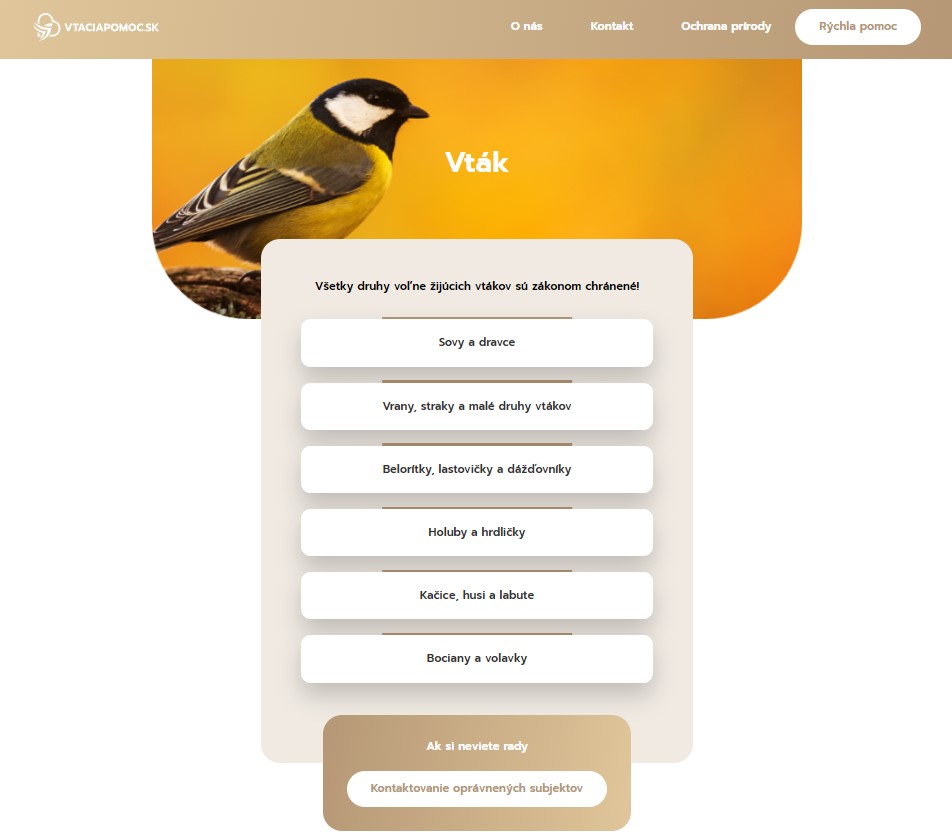 VTACIAPOMOC.SK
O nás
Kontakt
Ochrana prírody
Rýchla pomoc
Vták
Všetky druhy voľne žijúcich vtákov sú zákonom chránené!
Sovy a dravce
Vrany, straky a malé druhy vtákov
Belorítky, lastovičky a dážďovníky
Holuby a hrdličky
Kačice, husi a labute
Bociany a volavky
Ak si neviete rady
Kontaktovanie oprávnených subjektov